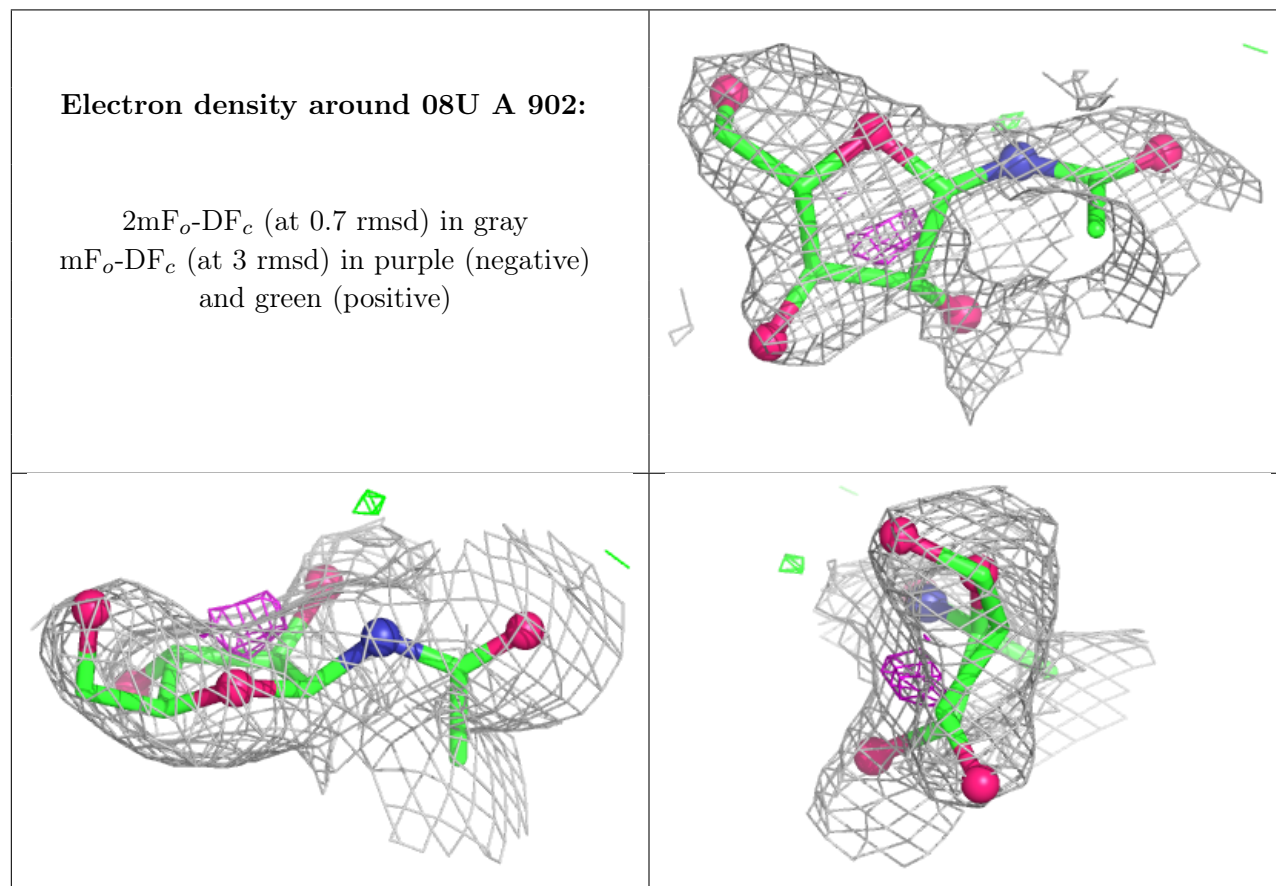 Electron density around 08U A 902:
2mFo-DFc (at 0.7 rmsd) in gray
mFo-DFc (at 3 rmsd) in purple (negative)
and green (positive)